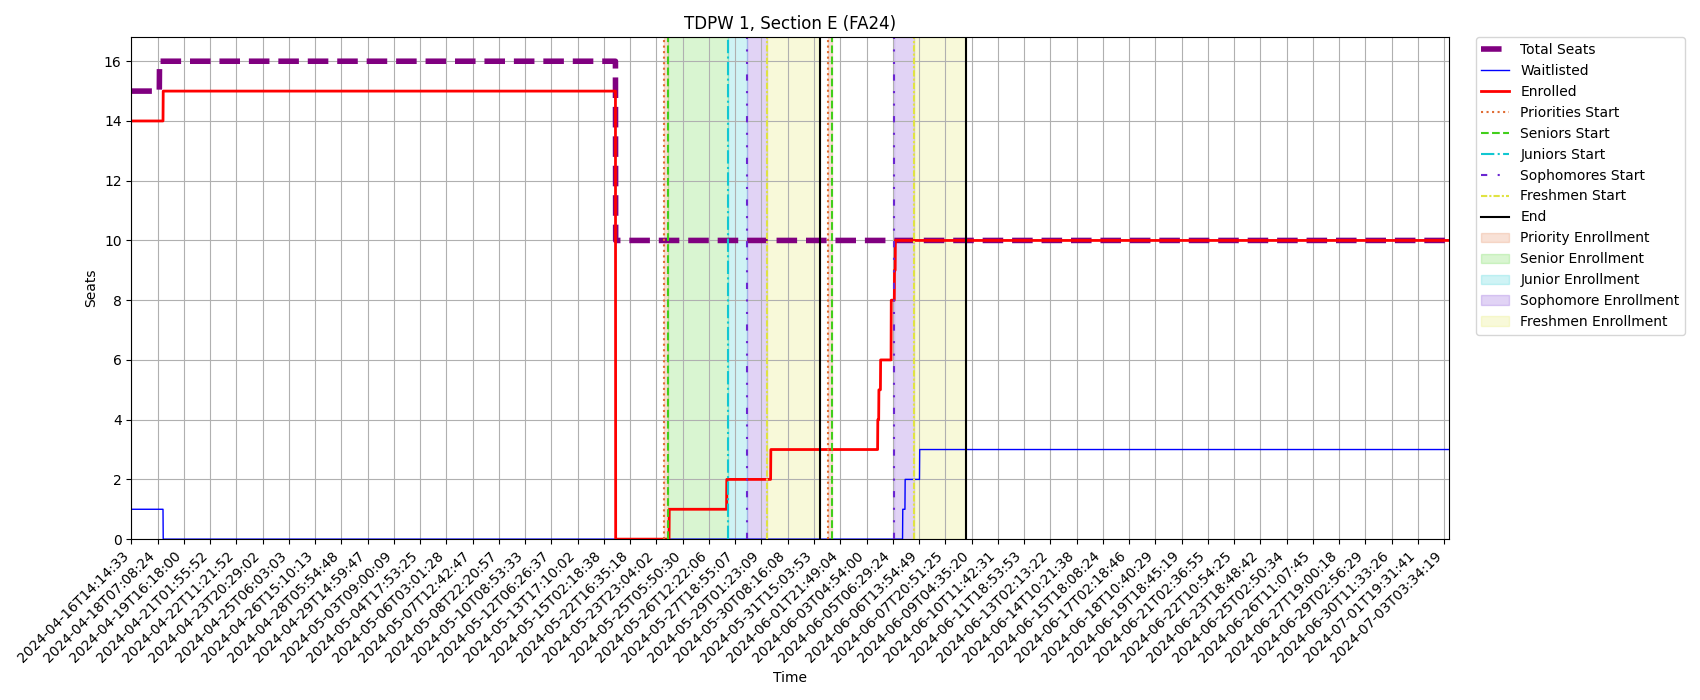 TDPW 1, Section E (FA24)
Seats
16
14
12
10
8
6
4
2
0
2024-04-16T14:14:33
2024-04-18T07:08:24
2024-04-19T16:18:00
2024-04-21T01:55:52
2024-04-22T11:21:52
2024-04-23T20:29:02
2024-04-25T06:03:03
2024-04-26T15:10:13
2024-04-28T05:54:48
2024-04-29T14:59:47
2024-05-03T09:00:09
2024-05-04T17:53:25
2024-05-06T03:01:28
2024-05-07T12:42:47
2024-05-08T22:20:57
2024-05-10T08:53:33
2024-05-12T06:26:37
2024-05-13T17:10:02
2024-05-15T02:18:38
2024-05-22T16:35:18
2024-05-23T23:04:02
2024-05-25T05:50:30
2024-05-26T12:22:06
2024-05-27T18:55:07
2024-05-29T01:23:09
2024-05-30T08:16:08
2024-05-31T15:03:53
2024-06-01T21:49:04
2024-06-03T04:54:00
2024-06-05T06:29:24
2024-06-06T13:54:49
2024-06-07T20:51:25
2024-06-09T04:35:20
2024-06-10T11:42:31
2024-06-11T18:53:53
2024-06-13T02:13:22
2024-06-14T10:21:38
2024-06-15T18:08:24
2024-06-17T02:18:46
2024-06-18T10:40:29
2024-06-19T18:45:19
2024-06-21T02:36:55
2024-06-22T10:54:25
2024-06-23T18:48:42
2024-06-25T02:50:34
2024-06-26T11:07:45
2024-06-27T19:00:18
2024-06-29T02:56:29
2024-06-30T11:33:26
2024-07-01T19:31:41
2024-07-03T03:34:19
Time
Total Seats
Waitlisted
Enrolled
Priorities Start
Seniors Start
Juniors Start
Sophomores Start
Freshmen Start
End
Priority Enrollment
Senior Enrollment
Junior Enrollment
Sophomore Enrollment
Freshmen Enrollment